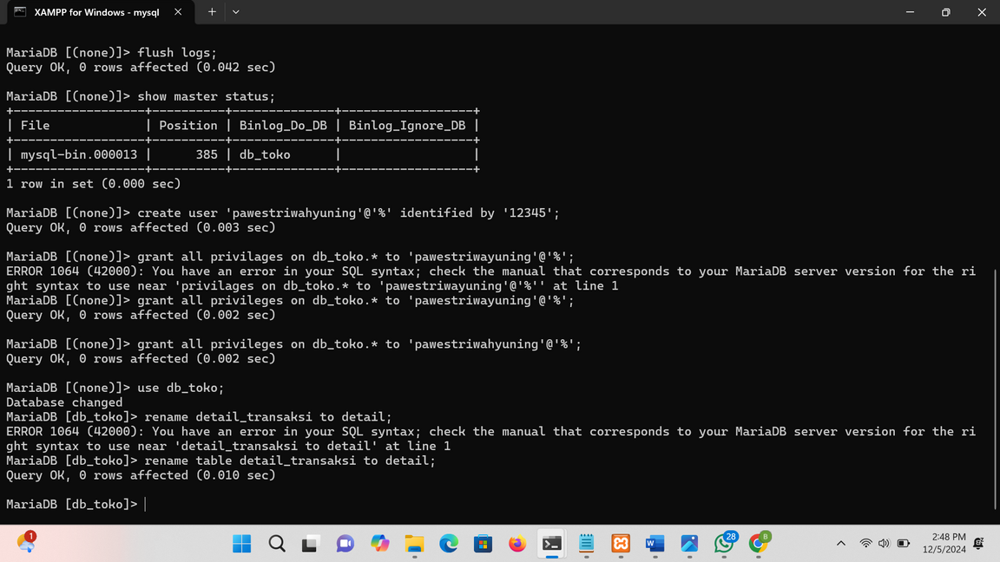 XAMPP for Windows - mysql
MariaDB [(none)]> flush logs;
Query OK, 0 rows affected (0.042 sec)
MariaDB [(none)]> show master status;
+------------------+----------+--------------+------------------+
| File             | Position | Binlog_Do_DB | Binlog_Ignore_DB |
+------------------+----------+--------------+------------------+
| mysql-bin.000013 |      385 | db_toko      |                  |
+------------------+----------+--------------+------------------+
1 row in set (0.000 sec)
MariaDB [(none)]> create user 'pawestriwahyuning'@'%' identified by '12345';
Query OK, 0 rows affected (0.003 sec)
MariaDB [(none)]> grant all privilages on db_toko.* to 'pawestriwayuning'@'%';
ERROR 1064 (42000): You have an error in your SQL syntax; check the manual that corresponds to your MariaDB server version for the ri
ght syntax to use near 'privilages on db_toko.* to 'pawestriwayuning'@'%'' at line 1
MariaDB [(none)]> grant all privileges on db_toko.* to 'pawestriwayuning'@'%';
Query OK, 0 rows affected (0.002 sec)
MariaDB [(none)]> grant all privileges on db_toko.* to 'pawestriwahyuning'@'%';
Query OK, 0 rows affected (0.002 sec)
MariaDB [(none)]> use db_toko;
Database changed
MariaDB [db_toko]> rename detail_transaksi to detail;
ERROR 1064 (42000): You have an error in your SQL syntax; check the manual that corresponds to your MariaDB server version for the ri
ght syntax to use near 'detail_transaksi to detail' at line 1
MariaDB [db_toko]> rename table detail_transaksi to detail;
Query OK, 0 rows affected (0.010 sec)
MariaDB [db_toko]>
1
W
28
8
2:48 PM
12/5/2024